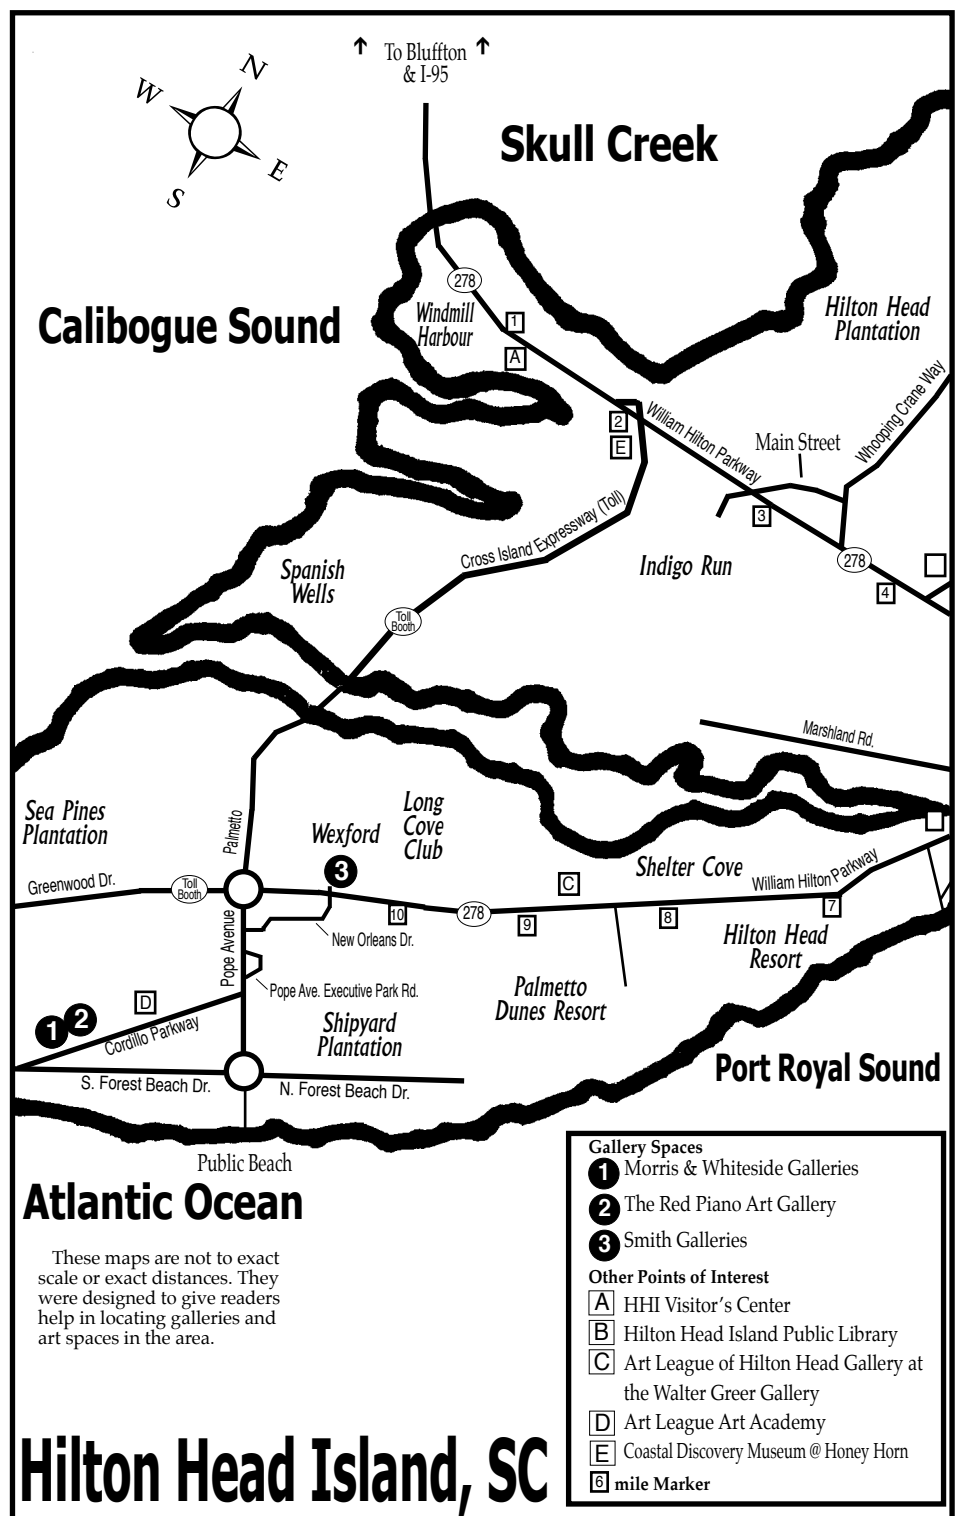 To Bluffton
& I-95
N
W
E
S
Skull Creek
278
Calibogue Sound
Windmill
Harbour
1
A
Hilton Head
Plantation
Whooping Crane Way
2
E
William Hilton Parkway
Main Street
3
Cross Island Expressway (Toll)
Indigo Run
278
4
Spanish
Wells
Toll
Booth
Marshland Rd.
Sea Pines
Plantation
Palmetto
Wexford
Long
Cove
Club
3
Greenwood Dr.
Toll
Booth
Shelter Cove
C
William Hilton Parkway
10
278
9
8
7
Pope Avenue
New Orleans Dr.
Hilton Head
Resort
Pope Ave. Executive Park Rd.
Palmetto
Dunes Resort
D
1
2
Cordillo Parkway
Shipyard
Plantation
Port Royal Sound
S. Forest Beach Dr.
N. Forest Beach Dr.
Public Beach
Atlantic Ocean
These maps are not to exact
scale or exact distances. They
were designed to give readers
help in locating galleries and
art spaces in the area.
Gallery Spaces
1 Morris & Whiteside Galleries
2 The Red Piano Art Gallery
3 Smith Galleries
Other Points of Interest
A HHI Visitor's Center
B Hilton Head Island Public Library
C Art League of Hilton Head Gallery at
the Walter Greer Gallery
D Art League Art Academy
E Coastal Discovery Museum @ Honey Horn
6 mile Marker
Hilton Head Island, SC